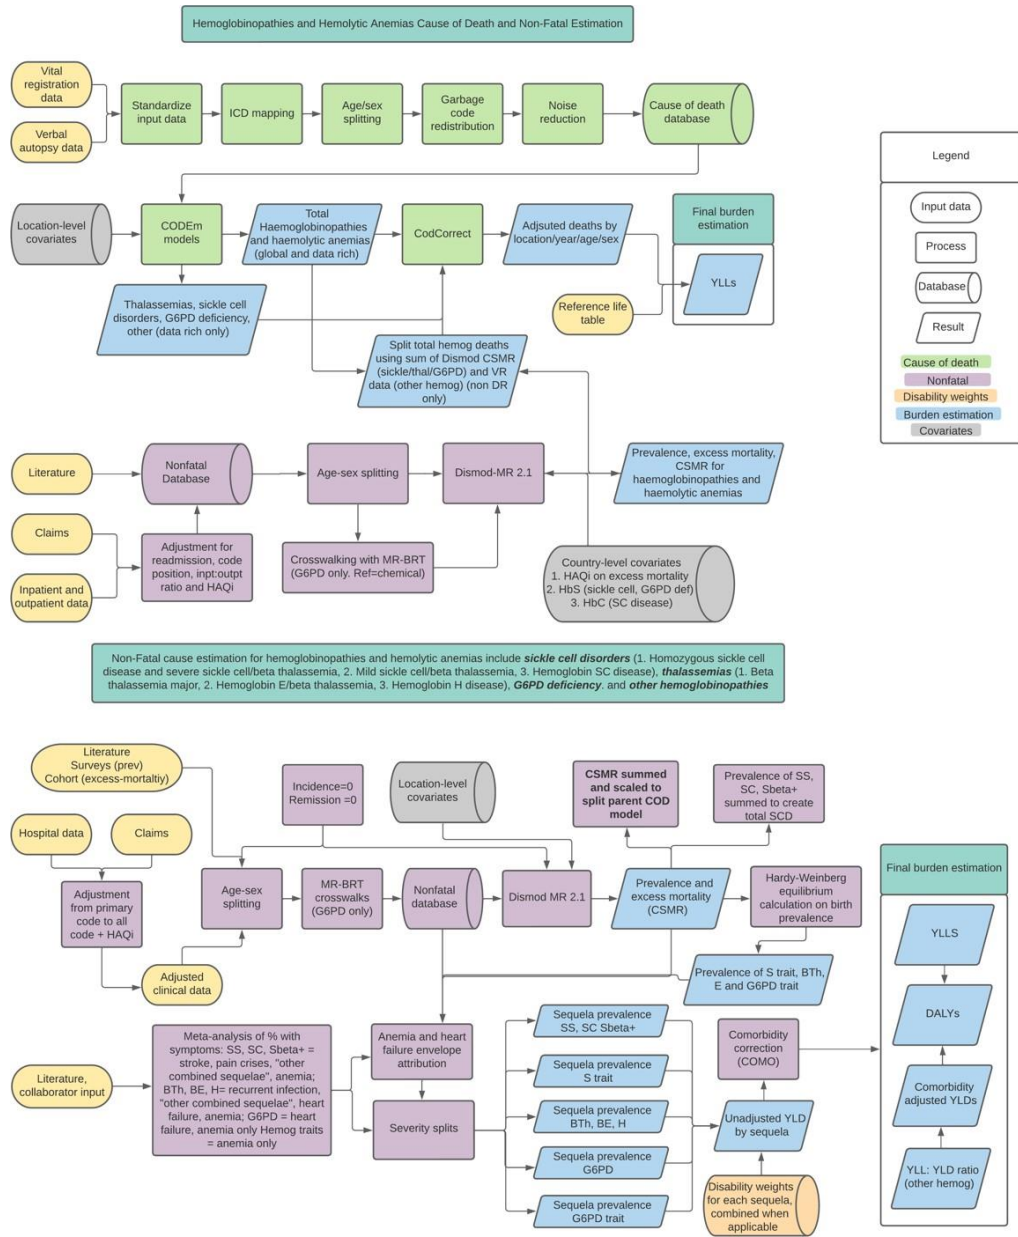 Hemoglobinopathies and Hemolytic Anemias Cause of Death and Non-Fatal Estimation
Vital
registration
data
Verbal
autopsy data
Standardize
input data
ICD mapping
Age/sex
splitting
Garbage
code
redistribution
Noise
reduction
Cause of death
database
Legend
Input data
Process
Database
Result
Cause of death
Nonfatal
Disability weights
Burden estimation
Covariates
Location-level
covariates
CODEm
models
Total
Haemoglobinopathies
and haemolytic anemias
(global and data rich)
CodCorrect
Adjsuted deaths by
location/year/age/sex
Final burden
estimation
YLLs
Reference life
table
Thalassemias, sickle cell
disorders, G6PD deficiency,
other (data rich only)
Split total hemog deaths
using sum of Dismod CSMR
(sickle/thal/G6PD) and VR
data (other hemog) (non DR
only)
Literature
Nonfatal
Database
Age-sex splitting
Dismod-MR 2.1
Prevalence, excess mortality,
CSMR for
haemoglobinopathies and
haemolytic anemias
Claims
Inpatient and
outpatient data
Adjustment for
readmission, code
position, inpt:outpt
ratio and HAQi
Crosswalking with MR-BRT
(G6PD only. Ref=chemical)
Country-level covariates
1. HAQi on excess mortality
2. HbS (sickle cell, G6PD def)
3. HbC (SC disease)
Non-Fatal cause estimation for hemoglobinopathies and hemolytic anemias include sickle cell disorders (1. Homozygous sickle cell
disease and severe sickle cell/beta thalassemia, 2. Mild sickle cell/beta thalassemia, 3. Hemoglobin SC disease), thalassemias (1. Beta
thalassemia major, 2. Hemoglobin E/beta thalassemia, 3. Hemoglobin H disease), G6PD deficiency. and other hemoglobinopathies
Literature
Surveys (prev)
Cohort (excess-mortaltiy)
Incidence=0
Remission =0
Location-level
covariates
CSMR summed
and scaled to
split parent COD
model
Prevalence of SS,
SC, Sbeta+
summed to create
total SCD
Hospital data
Claims
Adjustment
from primary
code to all
code + HAQi
Adjusted
clinical data
Age-sex
splitting
MR-BRT
crosswalks
(G6PD only)
Nonfatal
database
Dismod MR 2.1
Prevalence and
excess mortality
(CSMR)
Hardy-Weinberg
equilibrium
calculation on birth
prevalence
Prevalence of S trait, BTh,
E and G6PD trait
Final burden estimation
YLLS
DALYs
Comorbidity
adjusted YLDs
YLL: YLD ratio
(other hemog)
Literature,
collaborator input
Meta-analysis of % with
symptoms: SS, SC, Sbeta+ =
stroke, pain crises, "other
combined sequelae", anemia;
BTh, BE, H= recurrent infection,
"other combined sequelae", heart
failure, anemia; G6PD = heart
failure, anemia only Hemog traits
= anemia only
Anemia and heart
failure envelope
attribution
Severity splits
Sequela prevalence
SS, SC Sbeta+
Sequela prevalence
S trait
Sequela prevalence
BTh, BE, H
Sequela prevalence
G6PD
Sequela prevalence
G6PD trait
Comorbidity
correction
(COMO)
Unadjusted YLD
by sequela
Disability weights
for each sequela,
combined when
applicable